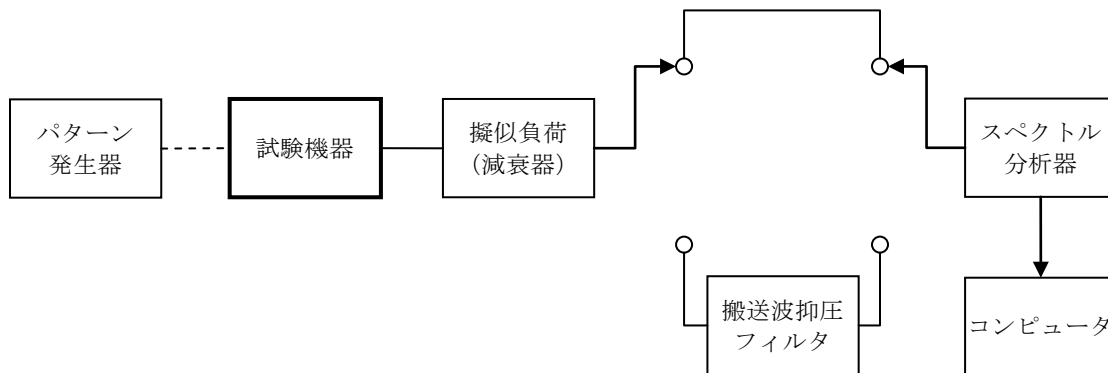 パターン
発生器
試験機器
擬似負荷
（減衰器）
スペクトル
分析器
搬送波抑圧
フィルタ
コンピュータ